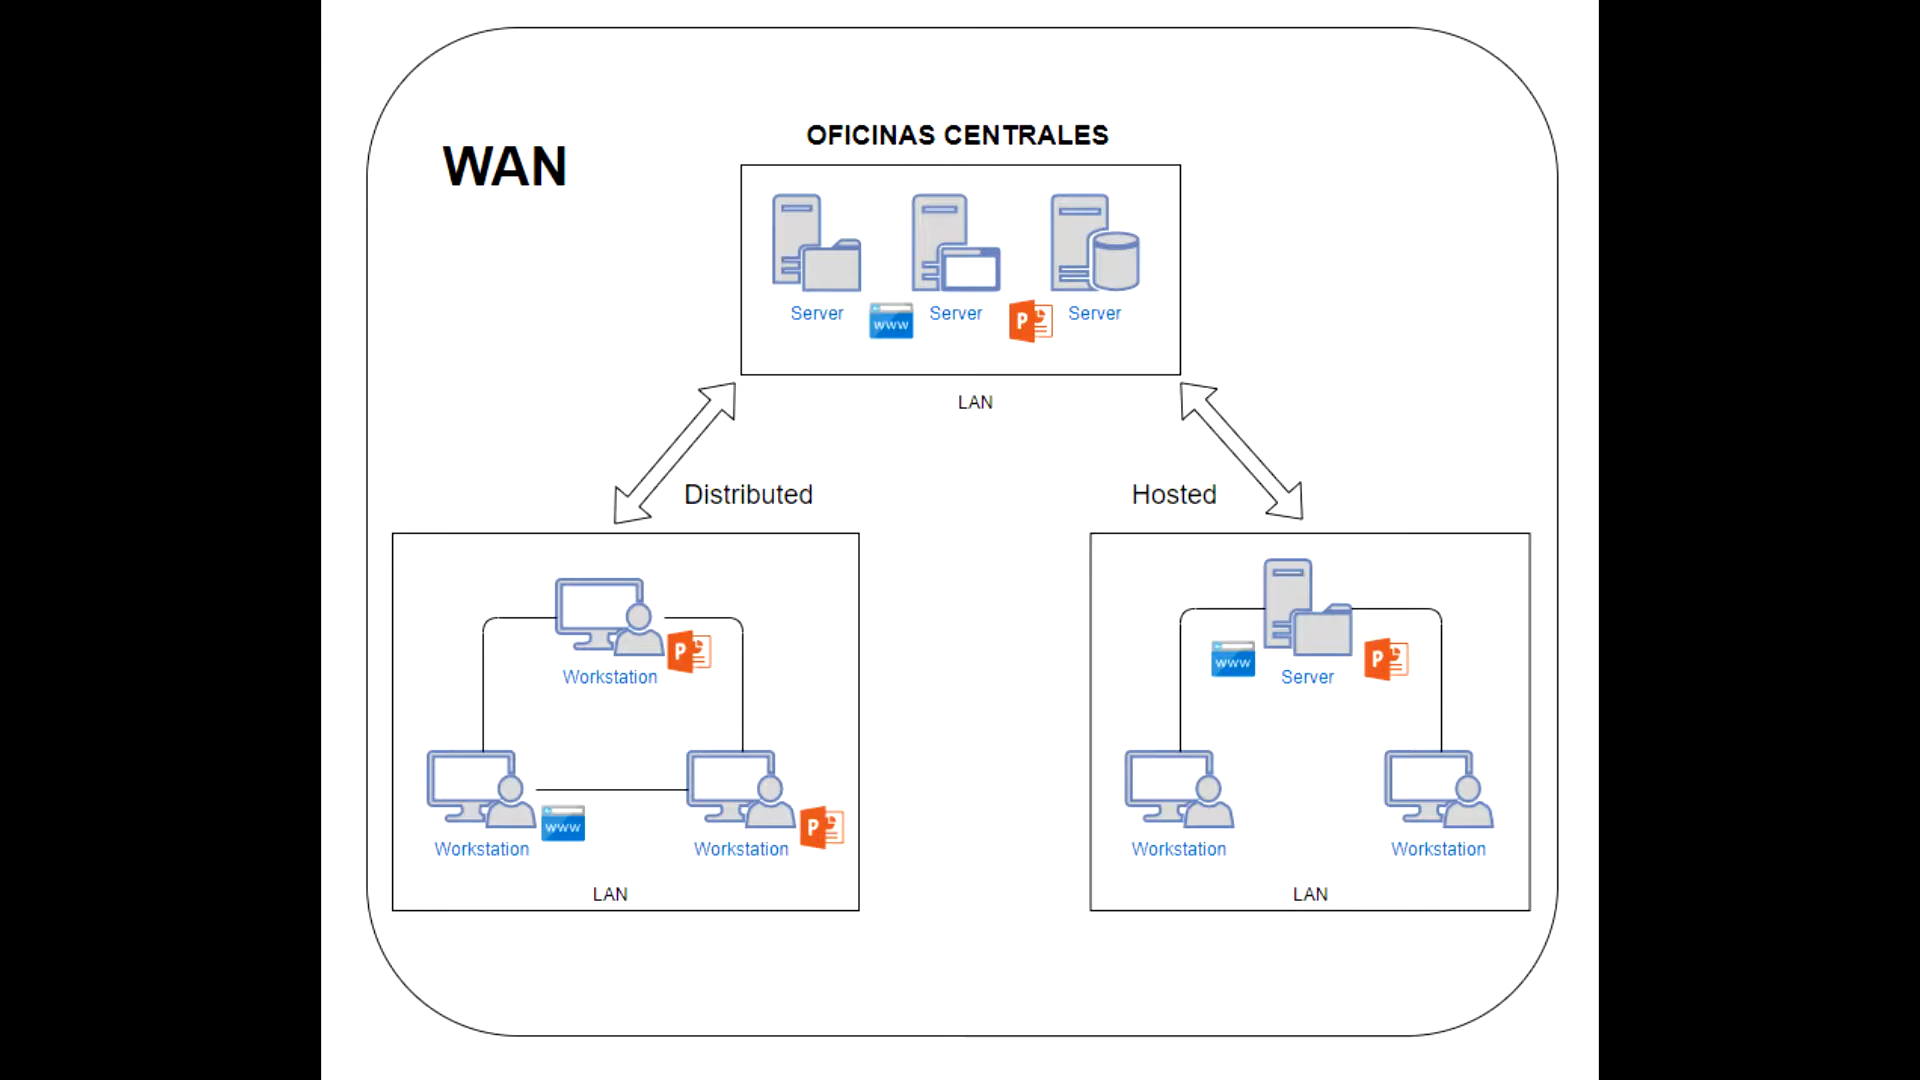 OFICINAS CENTRALES
WAN
Server
www
Server
P
Server
LAN
Distributed
Hosted
P
Workstation
www
Server
P
www
Workstation
Workstation
P
Workstation
Workstation
LAN
LAN